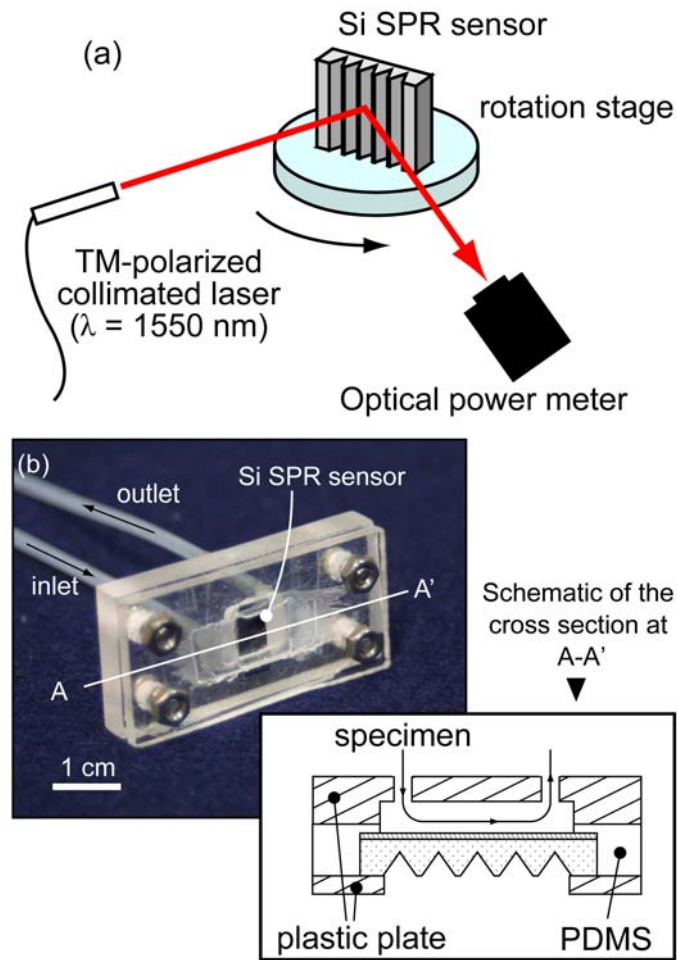 (a)
Si SPR sensor
rotation stage
TM-polarized
collimated laser
(λ = 1550 nm)
Optical power meter
(b)
Si SPR sensor
outlet
inlet
A'
A
1 cm
Schematic of the
cross section at
A-A'
specimen
plastic plate
PDMS